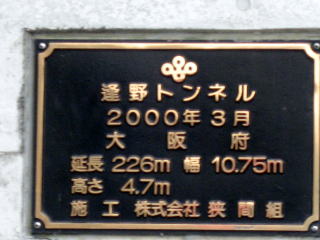 逢野トンネル
2000年3月
大阪府
延長 226m 幅 10.75m
高さ 4.7m
施工 株式会社 狭間組